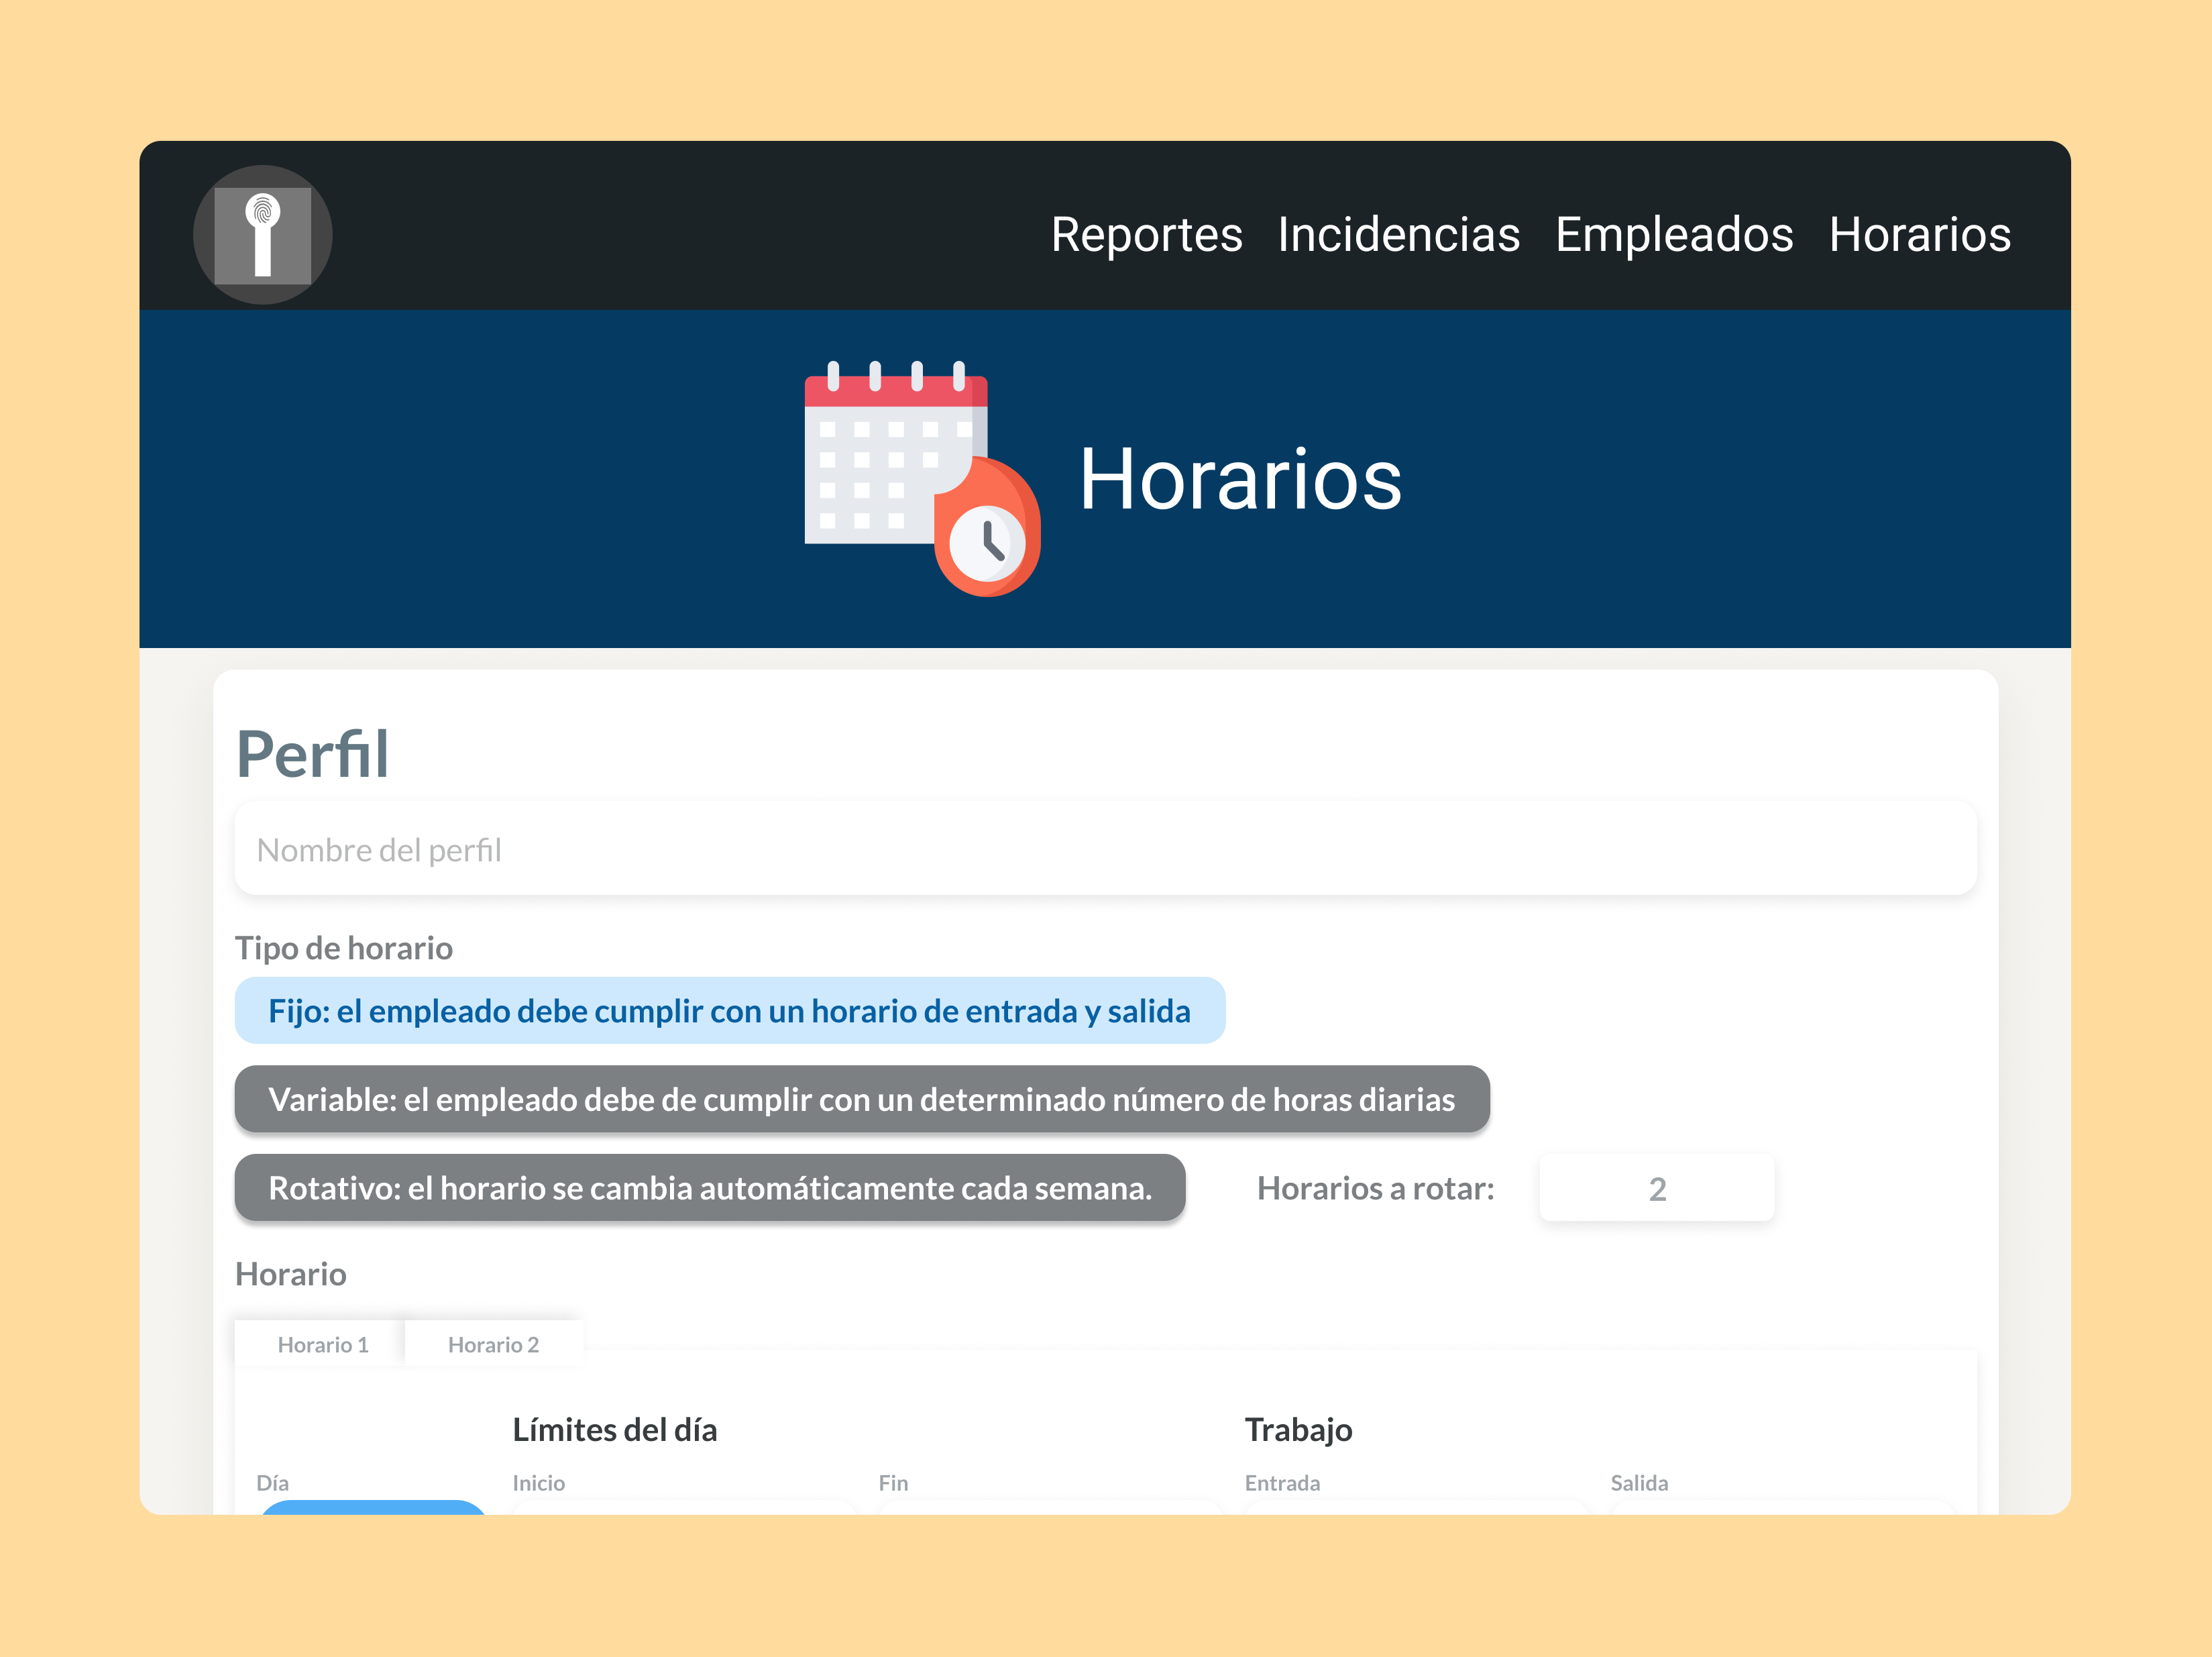 Reportes Incidencias Empleados Horarios
Horarios
Perfil
Nombre del perfil
Tipo de horario
Fijo: el empleado debe cumplir con un horario de entrada y salida
Variable: el empleado debe de cumplir con un determinado número de horas diarias
Rotativo: el horario se cambia automáticamente cada semana. Horarios a rotar: 2
Horario
Horario 1 Horario 2
Límites del día Trabajo
Día Inicio Fin Entrada Salida